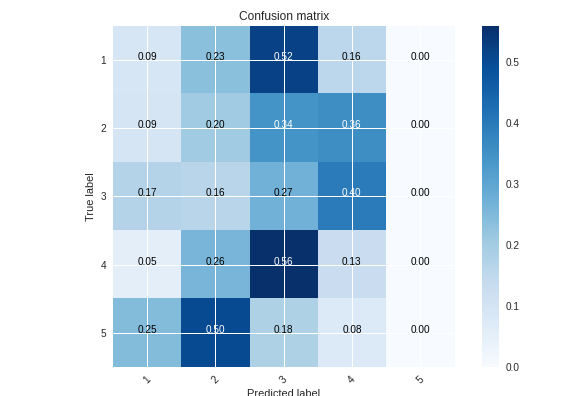 Confusion matrix
1 0.09 0.23 0.52 0.16 0.00
2 0.09 0.20 0.34 0.36 0.00
3 0.17 0.16 0.27 0.40 0.00
4 0.05 0.26 0.56 0.13 0.00
5 0.25 0.50 0.18 0.08 0.00
1 2 3 4 5
True label
Predicted label
0.5
0.4
0.3
0.2
0.1
0.0